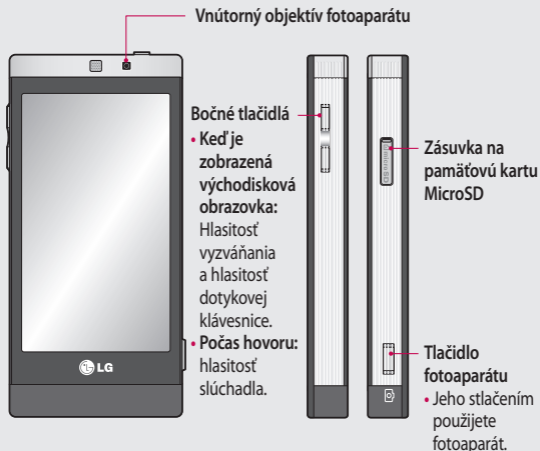 Vnútorný objektív fotoaparátu
Bočné tlačidlá
• Keď je
zobrazená
východisková
obrazovka:
Hlasitosť
vyzváňania
a hlasitosť
dotykovej
klávesnice.
• Počas hovoru:
hlasitosť
slúchadla.
LG
microSD
Zásuvka na
pamäťovú kartu
MicroSD
Tlačidlo
fotoaparátu
• Jeho stlačením
použijete
fotoaparát.